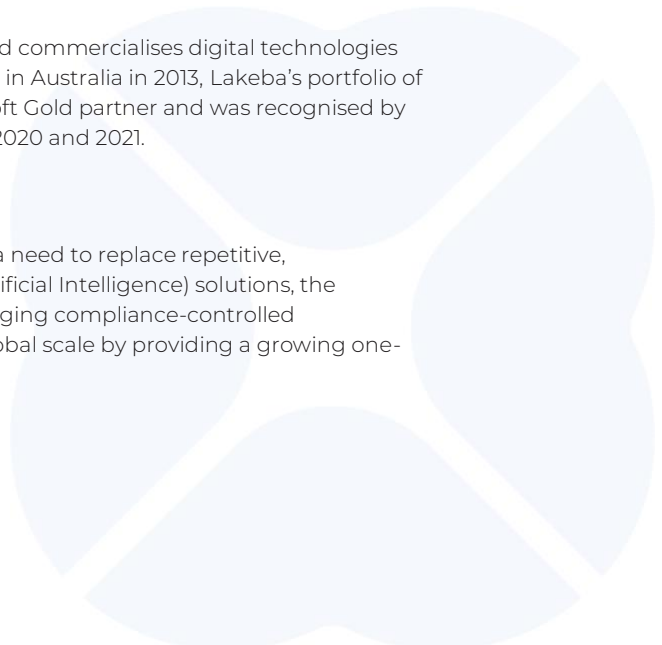 d commercialises digital technologies
in Australia in 2013, Lakeba's portfolio of
ft Gold partner and was recognised by
2020 and 2021.
a need to replace repetitive,
ificial Intelligence) solutions, the
ging compliance-controlled
obal scale by providing a growing one-